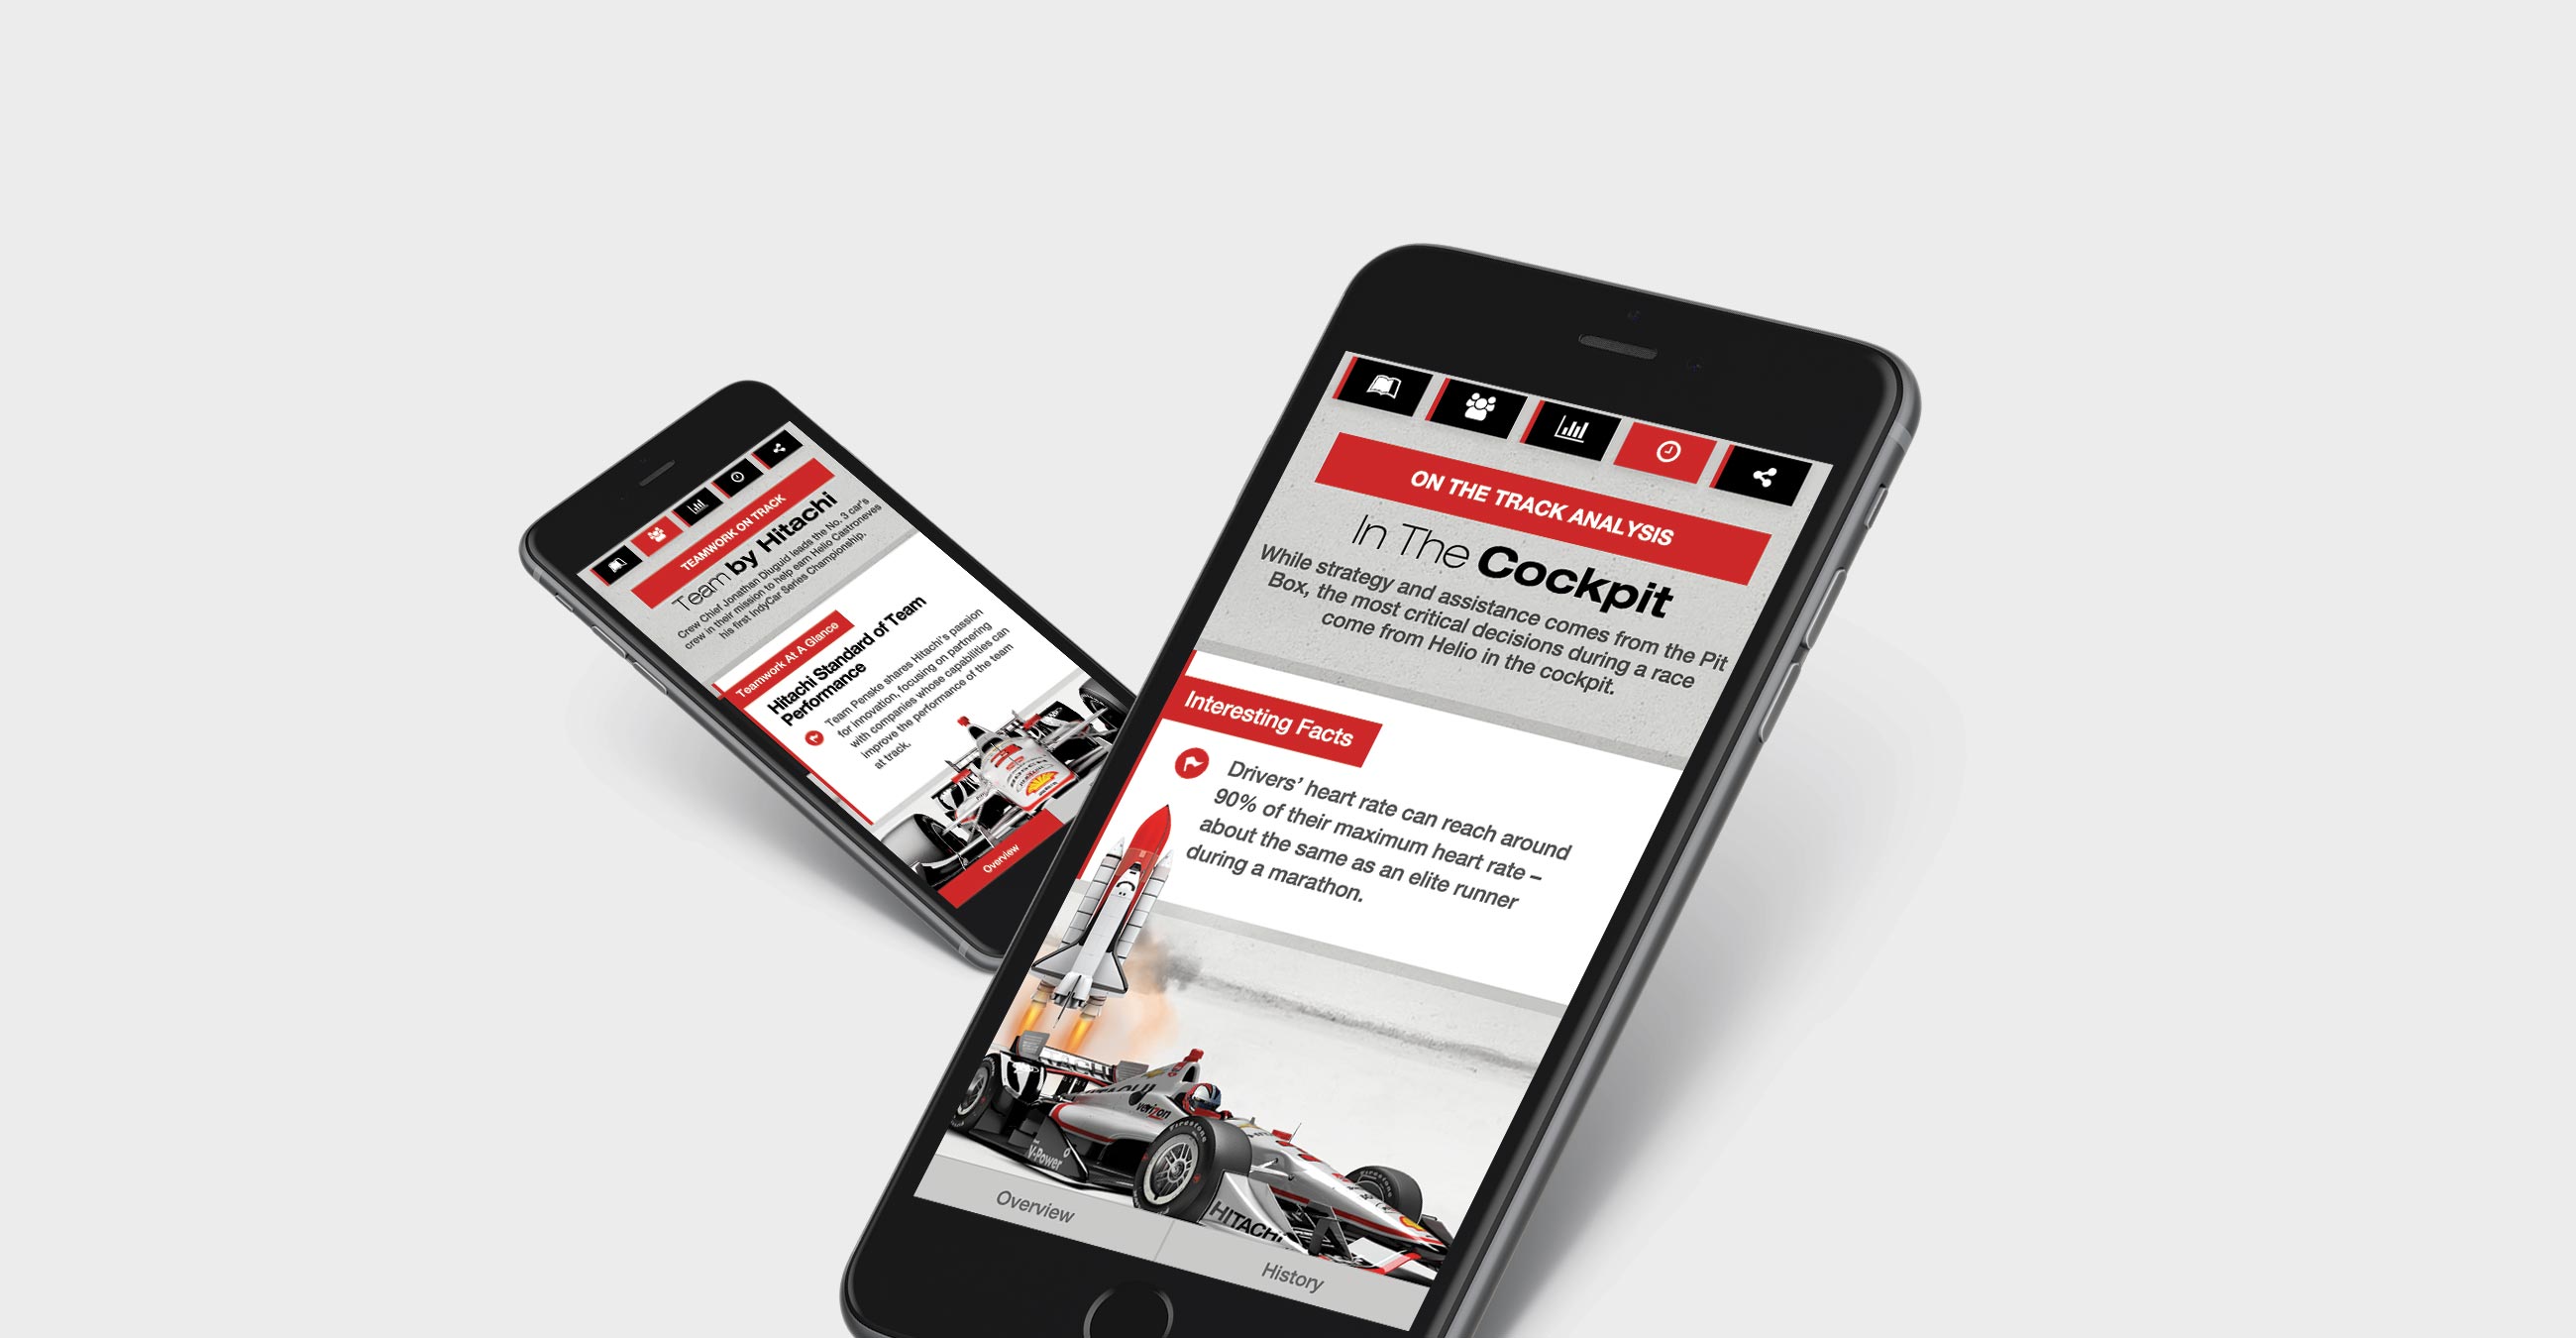 TEAMWORK ON TRACK
Team by Hitachi
Crew Chief Jonathan Diuguid leads the No. 3 car's
crew in their mission to help earn Helio Castroneves
his first IndyCar Series Championship.
Teamwork At A Glance
Hitachi Standard of Team
Performance
Team Penske shares Hitachi's passion
for innovation, focusing on partnering
with companies whose capabilities can
improve the performance of the team
at track.
Overview
ON THE TRACK ANALYSIS
In The Cockpit
While strategy and assistance comes from the Pit
Box, the most critical decisions during a race
come from Helio in the cockpit.
Interesting Facts
Drivers' heart rate can reach around
90% of their maximum heart rate –
about the same as an elite runner
during a marathon.
verizon
Firestone
V-Power
HITACHI
Overview
History